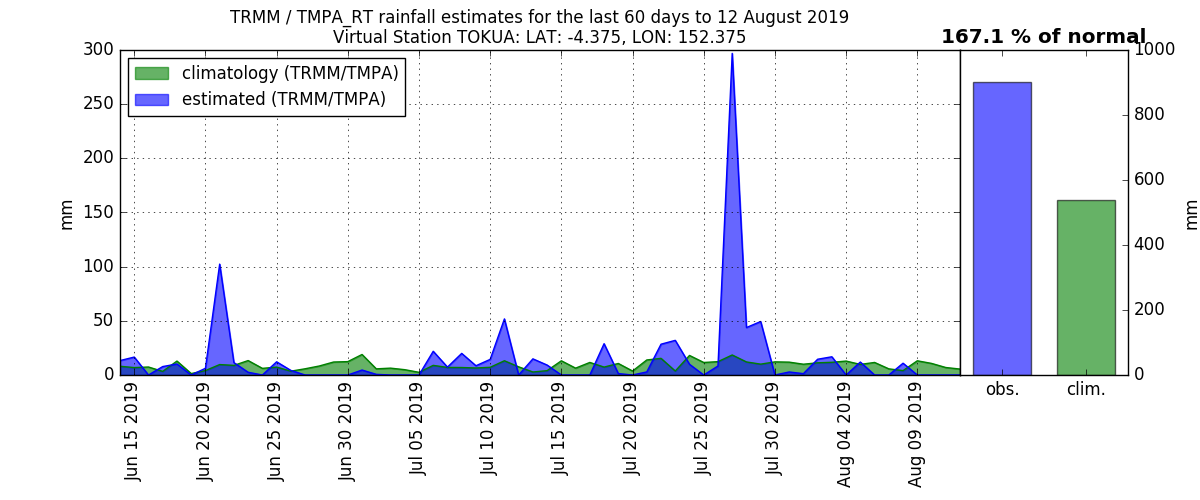 TRMM / TMPA_RT rainfall estimates for the last 60 days to 12 August 2019
Virtual Station TOKUA: LAT: -4.375, LON: 152.375
167.1 % of normal
climatology (TRMM/TMPA)
estimated (TRMM/TMPA)
mm
300
250
200
150
100
50
0
Jun 15 2019
Jun 20 2019
Jun 25 2019
Jun 30 2019
Jul 05 2019
Jul 10 2019
Jul 15 2019
Jul 20 2019
Jul 25 2019
Jul 30 2019
Aug 04 2019
Aug 09 2019
obs.
clim.
1000
800
600
400
200
0
mm